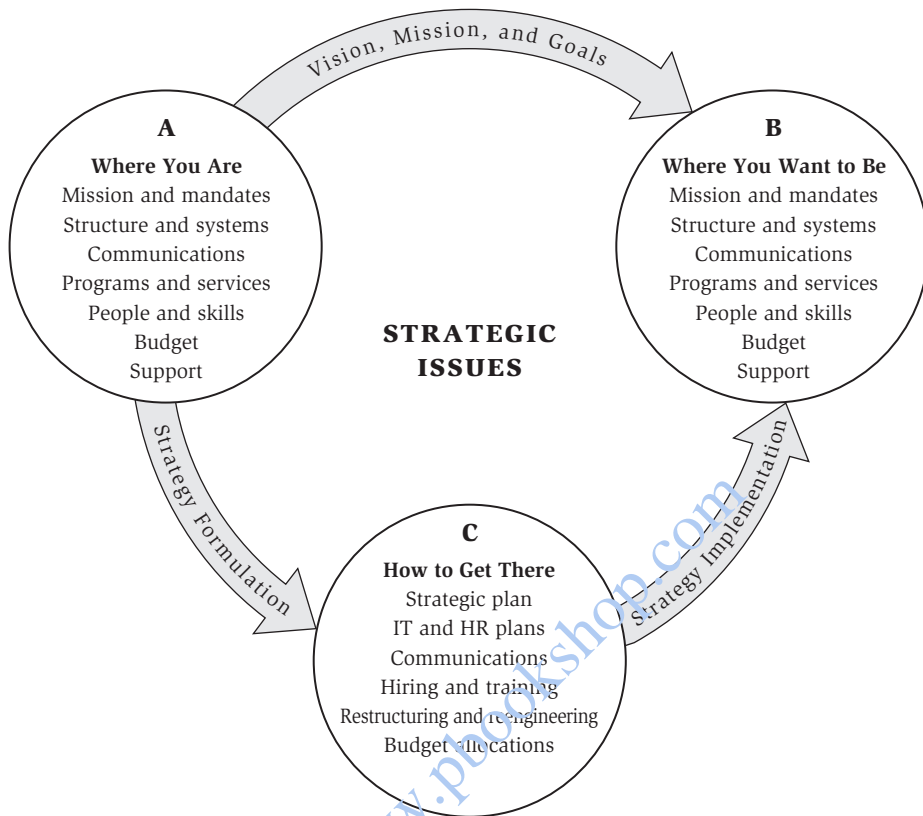 Vision, Mission, and Goals
A
Where You Are
Mission and mandates
Structure and systems
Communications
Programs and services
People and skills
Budget
Support
B
Where You Want to Be
Mission and mandates
Structure and systems
Communications
Programs and services
People and skills
Budget
Support
STRATEGIC
ISSUES
Strategy Formulation
C
How to Get There
Strategic plan
IT and HR plans
Communications
Hiring and training
Restructuring and reengineering
Budget allocations
Strategy Implementation
w.pbookshop.com